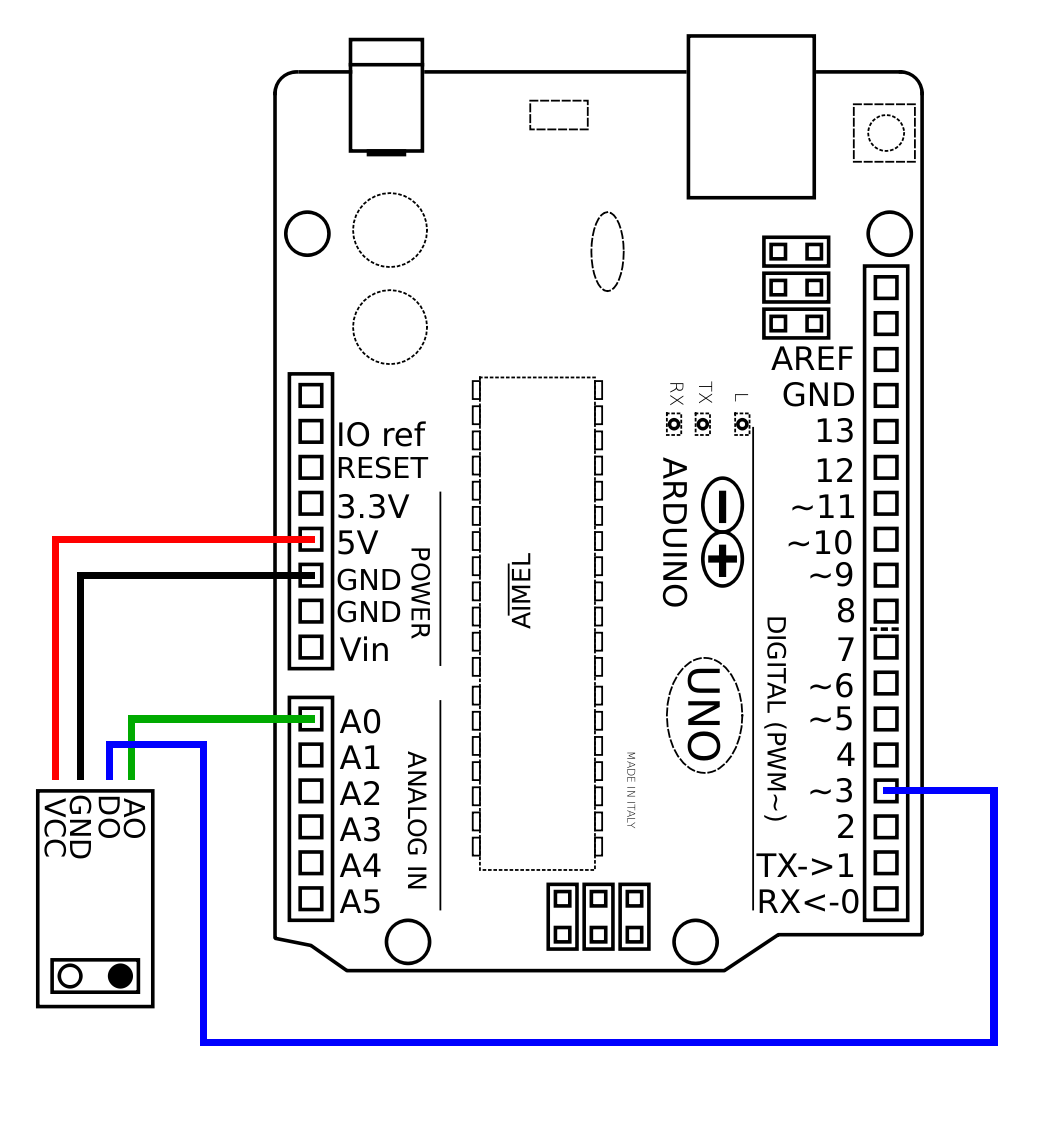 AREF
GND
13
12
~11
~10
~9
8
7
~6
~5
4
~3
2
TX->1
RX<-0
DIGITAL (PWM~)
RX
TX
L
ARDUINO
UNO
MADE IN ITALY
AIMEL
IO ref
RESET
3.3V
5V
GND
GND
Vin
POWER
A0
A1
A2
A3
A4
A5
ANALOG IN
VCC
GND
DO
AO